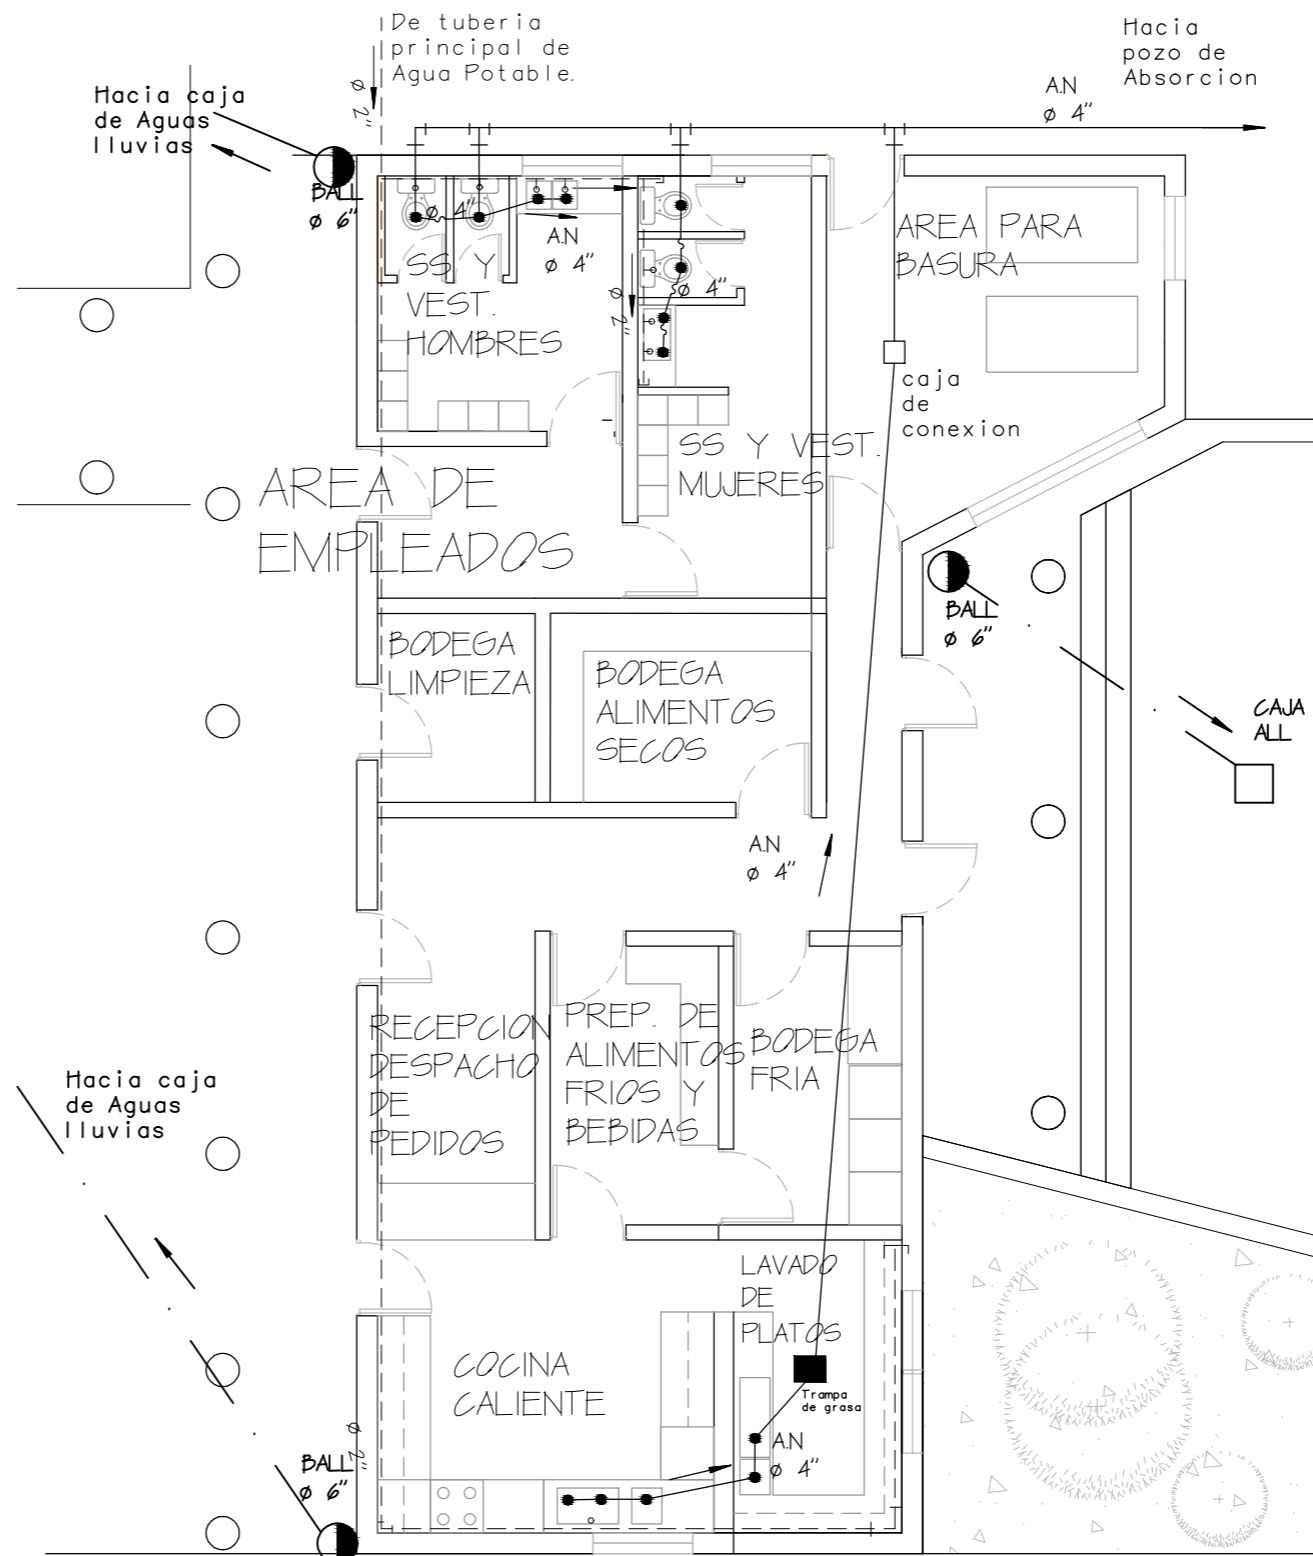 De tuberia
principal de
Agua Potable.
Hacia
pozo de
Absorcion
A.N
ø 4"
Hacia caja
de Aguas
lluvias
ø 2"
BALL
ø 6"
ø 4"
A.N
ø 4"
SS Y
VEST.
HOMBRES
ø 2"
ø 4"
AREA PARA
BASURA
caja
de
conexion
SS Y VEST.
MUJERES
AREA DE
EMPLEADOS
BALL
ø 6"
BODEGA
LIMPIEZA
BODEGA
ALIMENTOS
SECOS
CAJA
ALL
A.N
ø 4"
RECEPCION
DESPACHO
DE
PEDIDOS
PREP. DE
ALIMENTOS
FRIOS Y
BEBIDAS
BODEGA
FRIA
Hacia caja
de Aguas
lluvias
LAVADO
DE
PLATOS
COCINA
CALIENTE
Trampa
de grasa
A.N
ø 4"
ø 2"
BALL
ø 6"